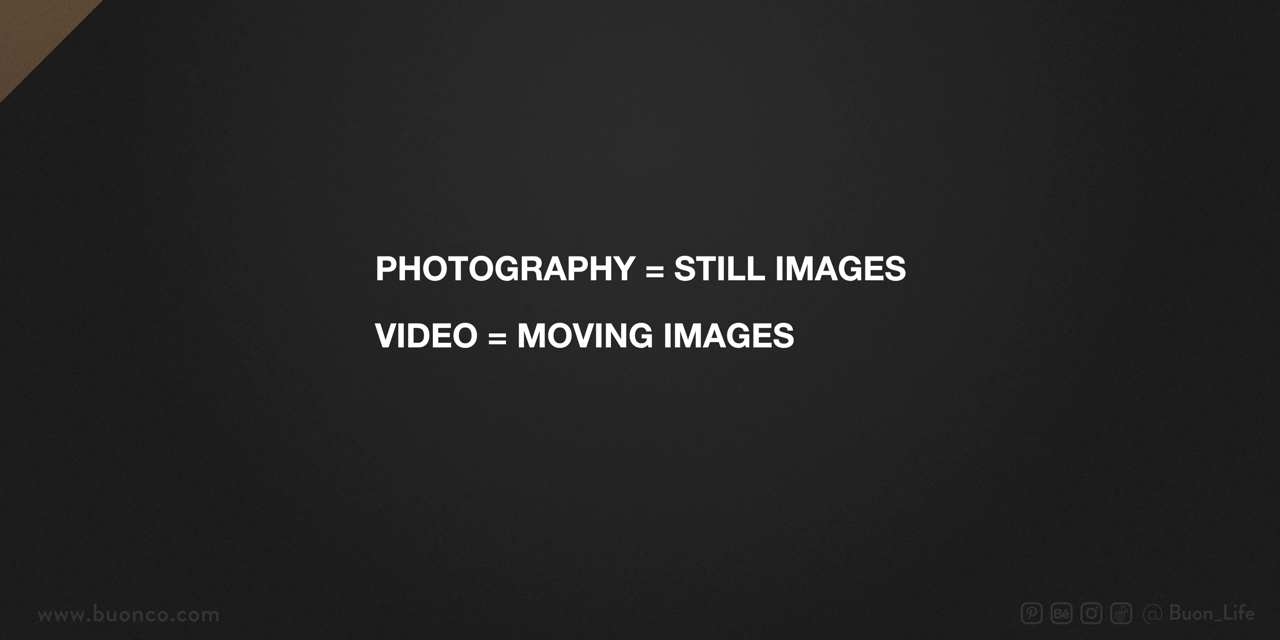 PHOTOGRAPHY = STILL IMAGES
VIDEO = MOVING IMAGES
www.buonco.com
@ Buon_Life